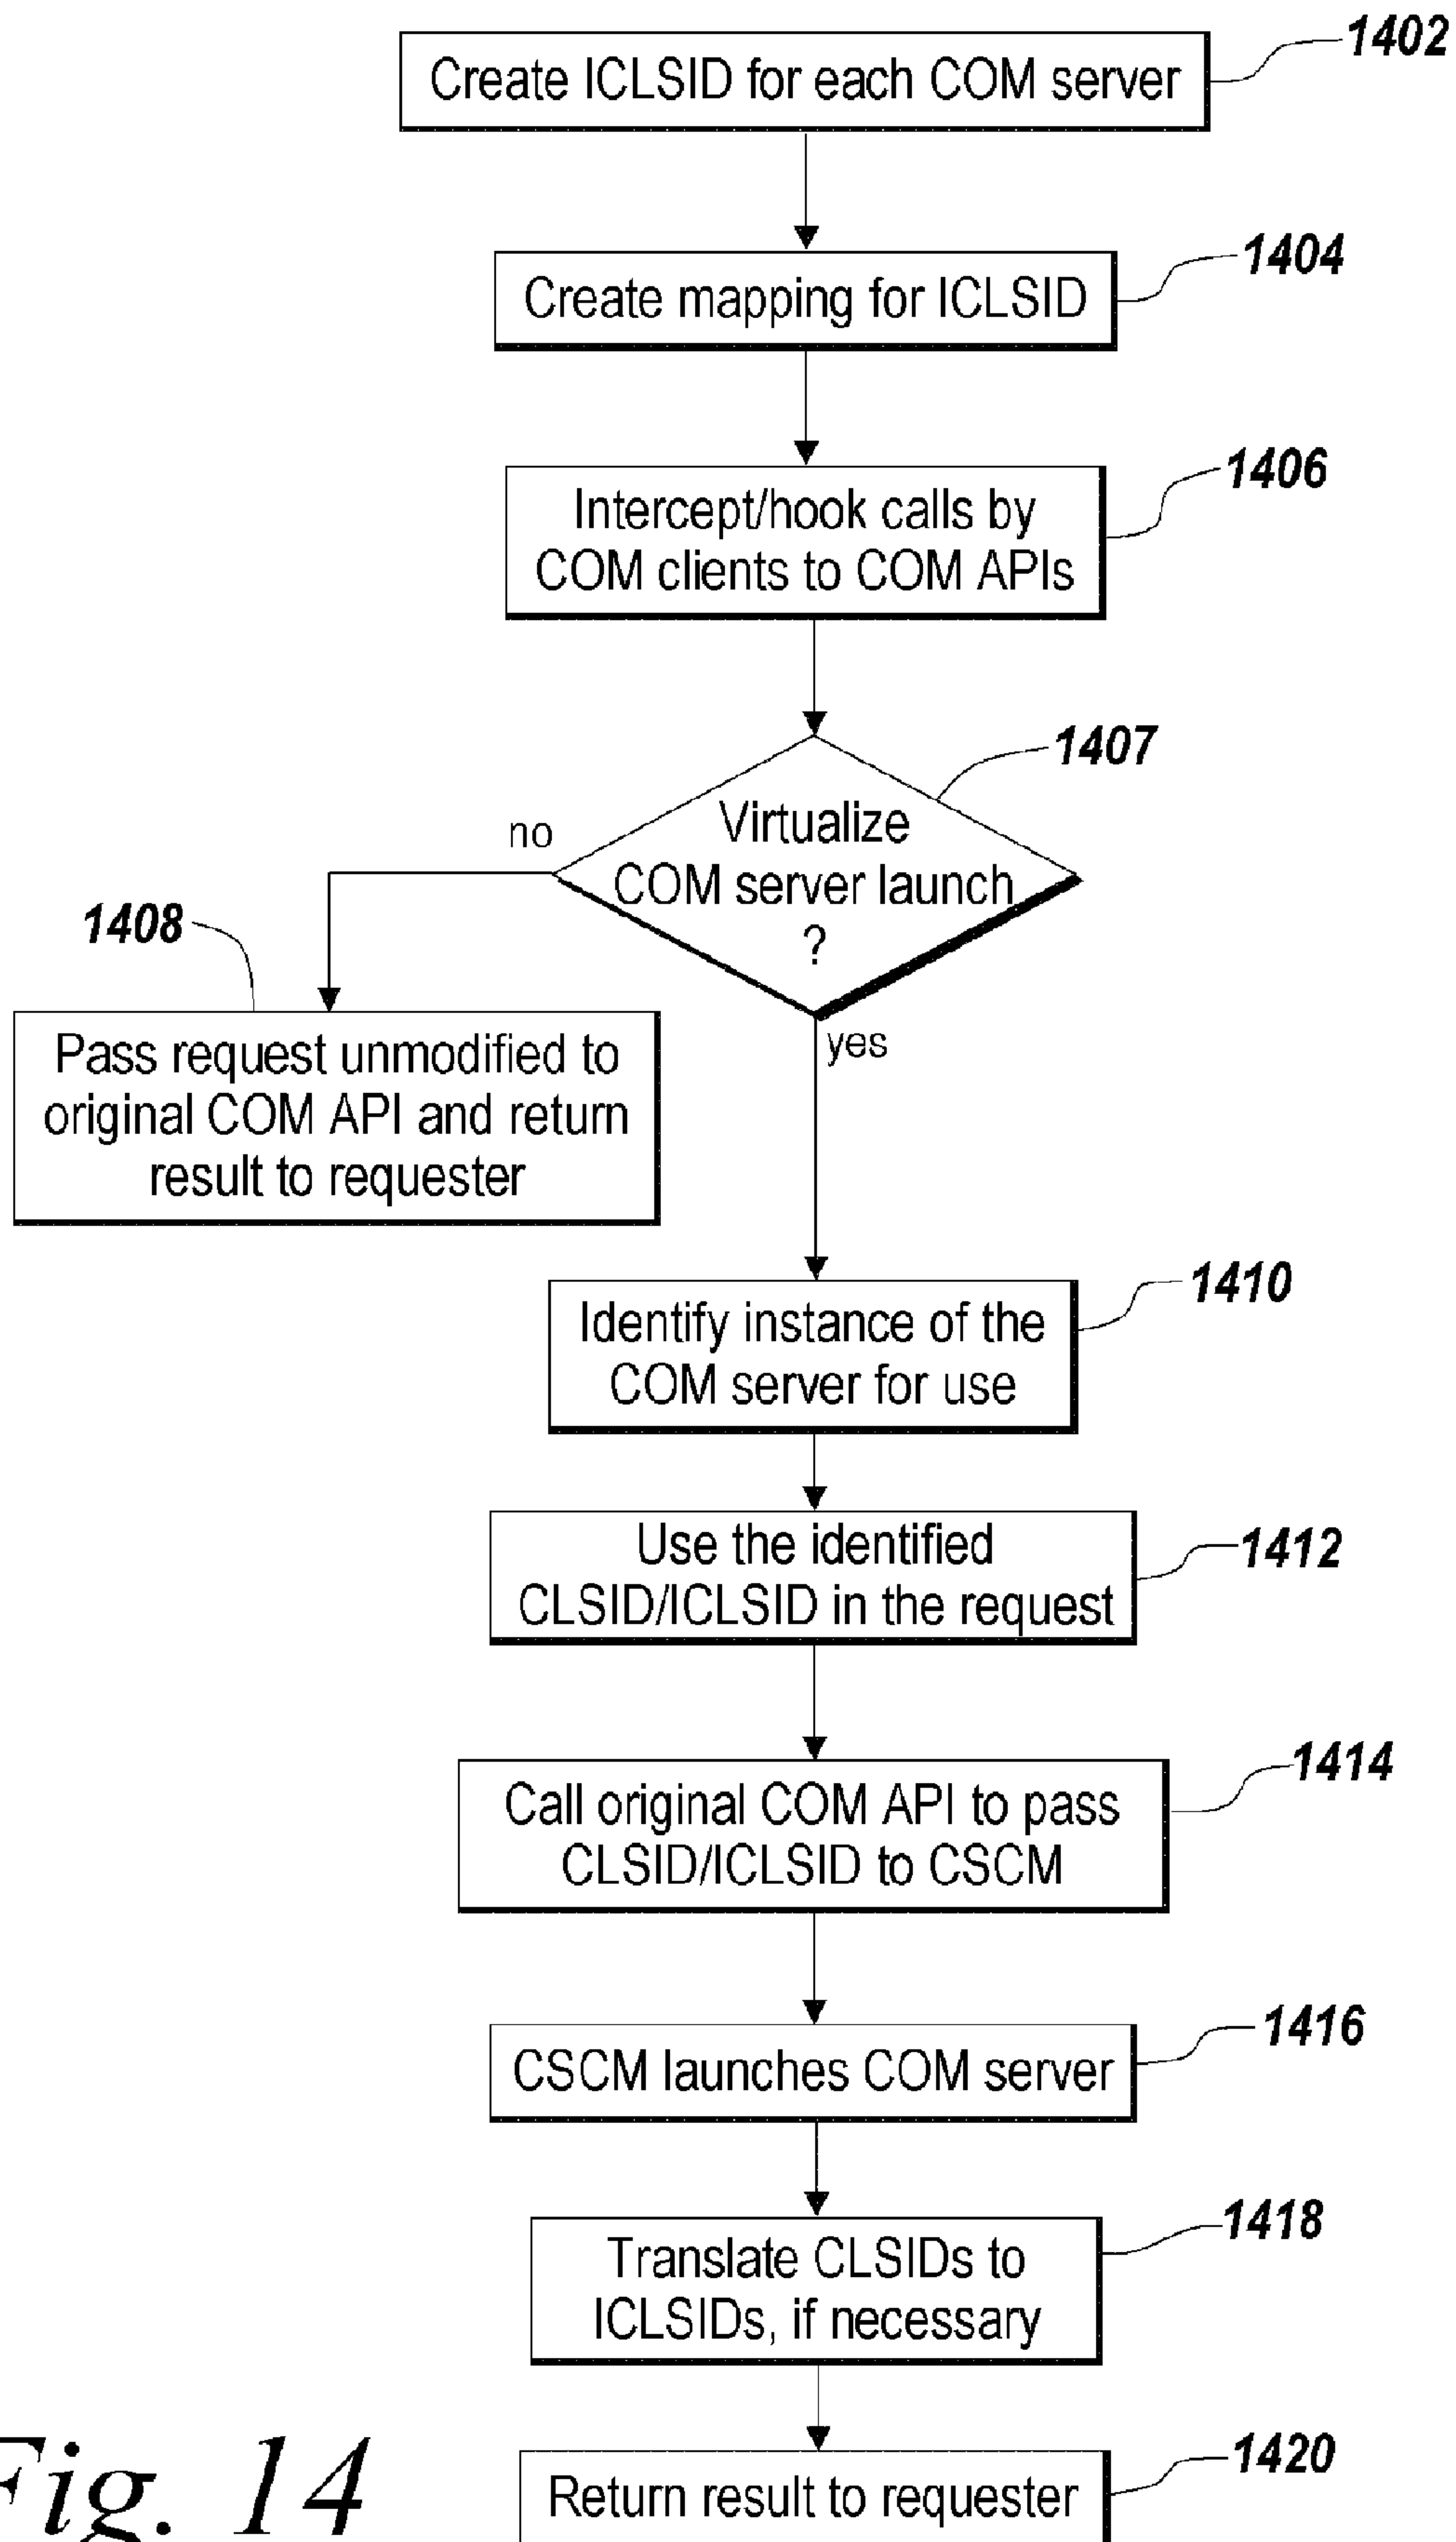 1402
Create ICLSID for each COM server
1404
Create mapping for ICLSID
1406
Intercept/hook calls by
COM clients to COM APIs
1407
Virtualize
COM server launch
?
no
yes
1408
Pass request unmodified to
original COM API and return
result to requester
1410
Identify instance of the
COM server for use
1412
Use the identified
CLSID/ICLSID in the request
1414
Call original COM API to pass
CLSID/ICLSID to CSCM
1416
CSCM launches COM server
1418
Translate CLSIDs to
ICLSIDs, if necessary
1420
Return result to requester
Fig. 14